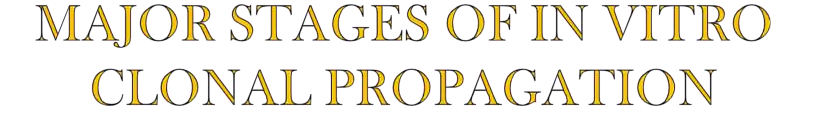 MAJOR STAGES OF IN VITRO
CLONAL PROPAGATION